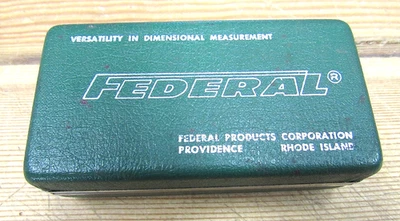 VERSATILITY IN DIMENSIONAL MEASUREMENT
FEDERAL®
FEDERAL PRODUCTS CORPORATION
PROVIDENCE RHODE ISLAND